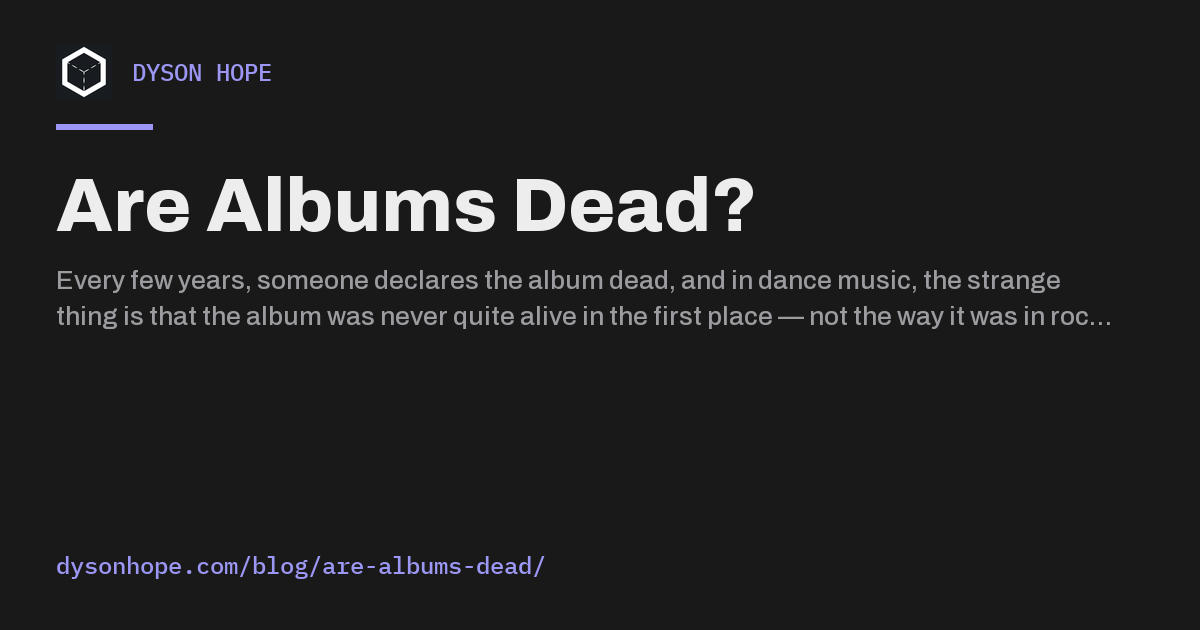 DYSON HOPE
Are Albums Dead?
Every few years, someone declares the album dead, and in dance music, the strange
thing is that the album was never quite alive in the first place — not the way it was in roc...
dysonhope.com/blog/are-albums-dead/